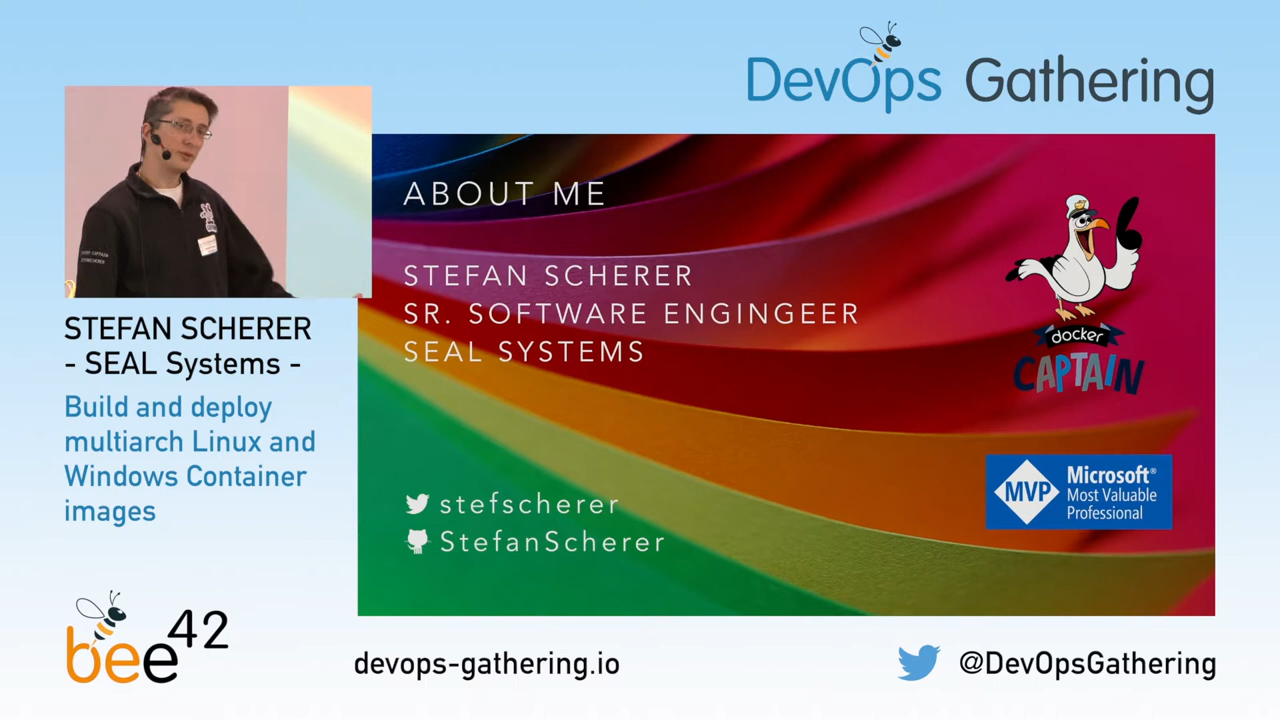 DevOps Gathering
ABOUT ME
STEFAN SCHERER
SR. SOFTWARE ENGINGEER
SEAL SYSTEMS
docker
CAPTAIN
MVP
Microsoft®
Most Valuable
Professional
stefscherer
StefanScherer
STEFAN SCHERER
- SEAL Systems -
Build and deploy
multiarch Linux and
Windows Container
images
bee42
devops-gathering.io
@DevOpsGathering